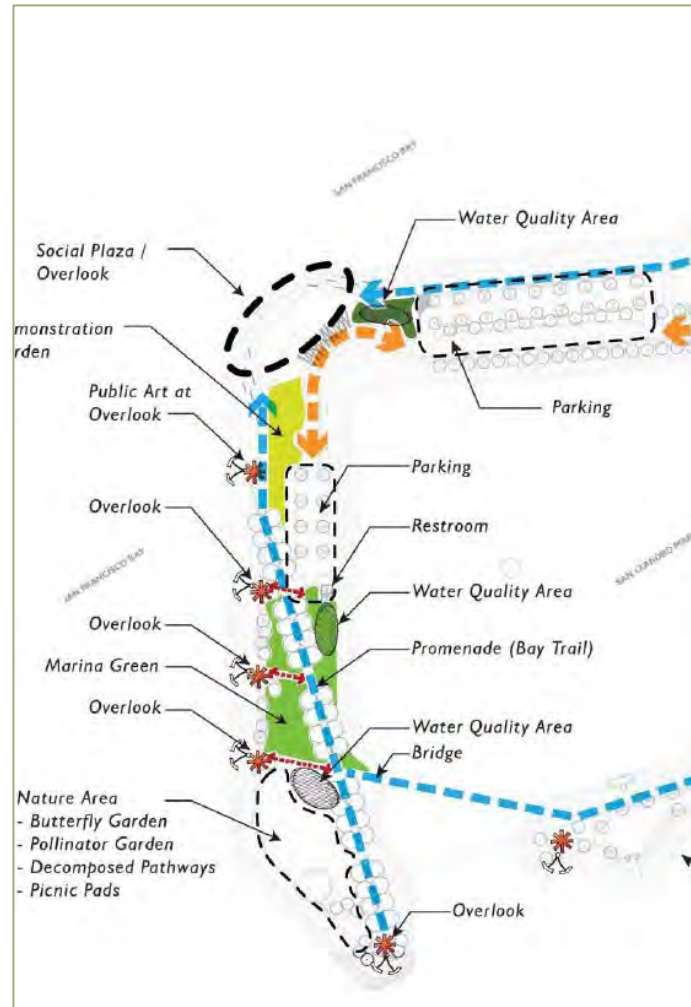 SAN FRANCISCO BAY
Water Quality Area
Social Plaza /
Overlook
monstration
rden
Public Art at
Overlook
Parking
Parking
Overlook
Restroom
SAN FRANCISCO BAY
Water Quality Area
Overlook
Promenade (Bay Trail)
Marina Green
Overlook
Water Quality Area
Bridge
Nature Area
- Butterfly Garden
- Pollinator Garden
- Decomposed Pathways
- Picnic Pads
Overlook